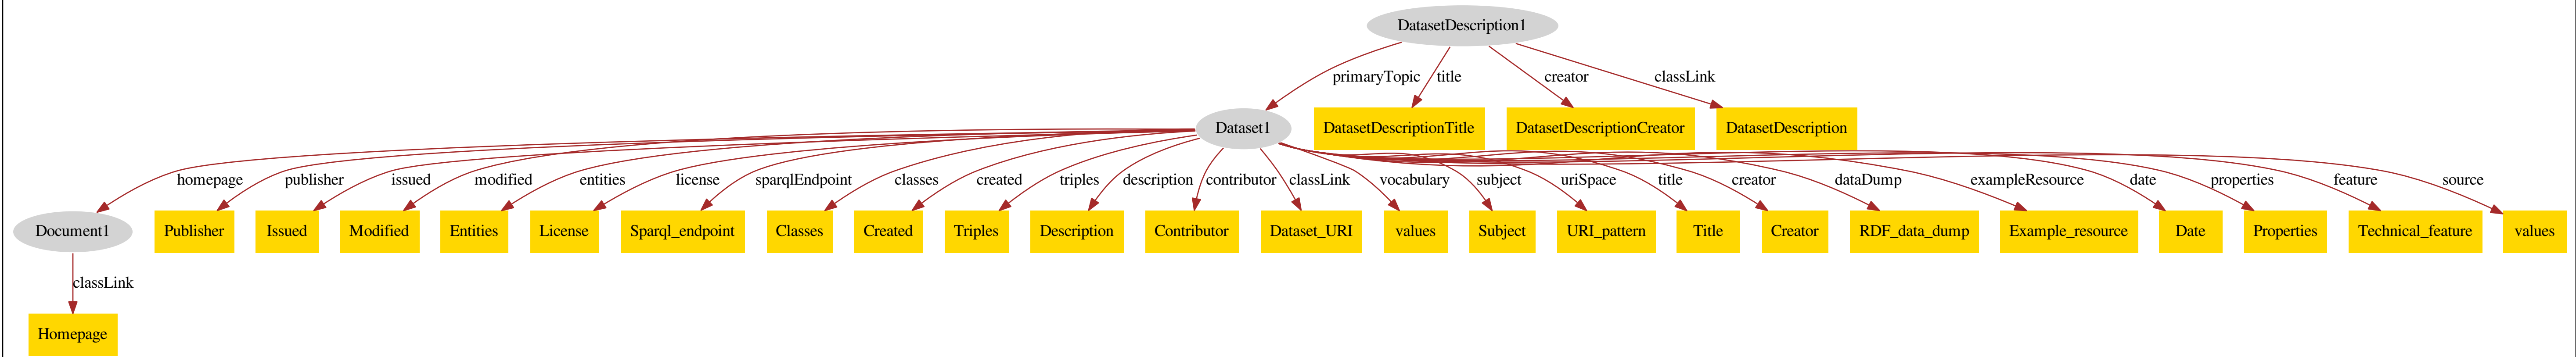 DatasetDescription1
primaryTopic title creator classLink
Dataset1 DatasetDescriptionTitle DatasetDescriptionCreator DatasetDescription
homepage publisher issued modified entities license sparqlEndpoint classes created triples description contributor classLink vocabulary subject uriSpace title creator dataDump exampleResource date properties feature source
Document1 Publisher Issued Modified Entities License Sparql_endpoint Classes Created Triples Description Contributor Dataset_URI values Subject URI_pattern Title Creator RDF_data_dump Example_resource Date Properties Technical_feature values
classLink
Homepage